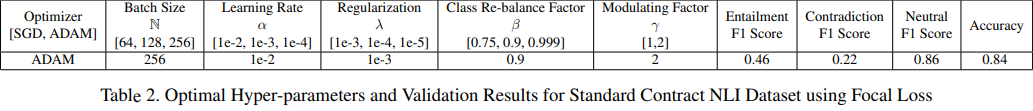 Optimizer
[SGD, ADAM]
Batch Size
ℕ
[64, 128, 256]
Learning Rate
α
[1e-2, 1e-3, 1e-4]
Regularization
λ
[1e-3, 1e-4, 1e-5]
Class Re-balance Factor
β
[0.75, 0.9, 0.999]
Modulating Factor
γ
[1,2]
Entailment
F1 Score
Contradiction
F1 Score
Neutral
F1 Score
Accuracy
ADAM 256 1e-2 1e-3 0.9 2 0.46 0.22 0.86 0.84
Table 2. Optimal Hyper-parameters and Validation Results for Standard Contract NLI Dataset using Focal Loss